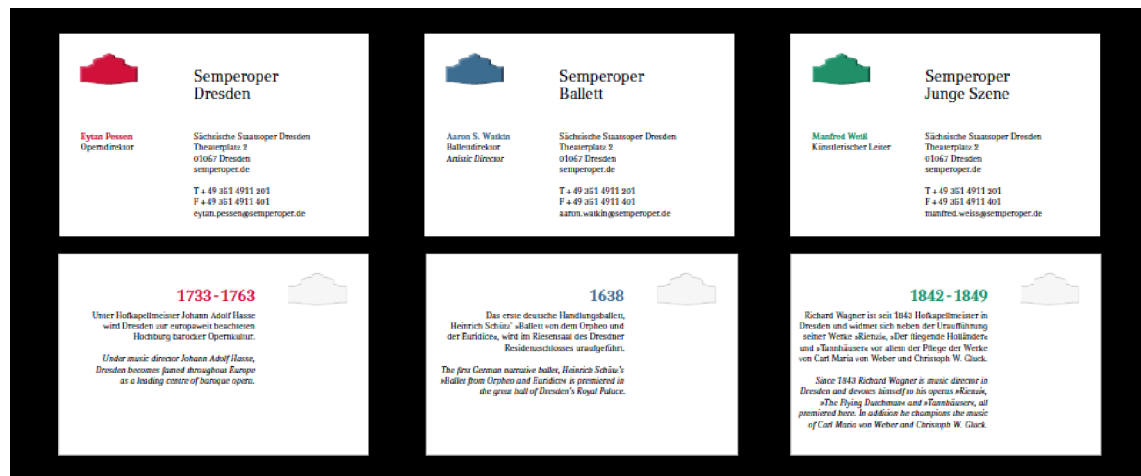 Semperoper
Dresden
Eytan Pessen
Operndirektor
Sächsische Staatsoper Dresden
Theaterplatz 2
01067 Dresden
semperoper.de
T + 49 351 4911 201
F + 49 351 4911 401
eytan.pessen@semperoper.de
Semperoper
Ballett
Aaron S. Watkin
Ballettdirektor
Artistic Director
Sächsische Staatsoper Dresden
Theaterplatz 2
01067 Dresden
semperoper.de
T + 49 351 4911 201
F + 49 351 4911 401
aaron.watkin@semperoper.de
Semperoper
Junge Szene
Manfred Weiß
Künstlerischer Leiter
Sächsische Staatsoper Dresden
Theaterplatz 2
01067 Dresden
semperoper.de
T + 49 351 4911 201
F + 49 351 4911 401
manfred.weiss@semperoper.de
1733-1763
Unter Hofkapellmeister Johann Adolf Hasse
wird Dresden zur europaweit beachteten
Hochburg barocker Opernkultur.
Under music director Johann Adolf Hasse,
Dresden becomes famed throughout Europe
as a leading centre of baroque opera.
1638
Das erste deutsche Handlungsballett,
Heinrich Schütz' »Ballett von dem Orpheo und
der Euridice«, wird im Riesensaal des Dresdner
Residenzschlosses uraufgeführt.
The first German narrative ballet, Heinrich Schütz's
»Ballet from Orpheo and Euridice« is premiered in
the great hall of Dresden's Royal Palace.
1842-1849
Richard Wagner ist seit 1843 Hofkapellmeister in
Dresden und widmet sich neben der Uraufführung
seiner Werke »Rienzi«, »Der fliegende Holländer«
und »Tannhäuser« vor allem der Pflege der Werke
von Carl Maria von Weber und Christoph W. Gluck.
Since 1843 Richard Wagner is music director in
Dresden and devotes himself to his operas »Rienzi«,
»The Flying Dutchman« and »Tannhäuser«, all
premiered here. In addition he champions the music
of Carl Maria von Weber and Christoph W. Gluck.